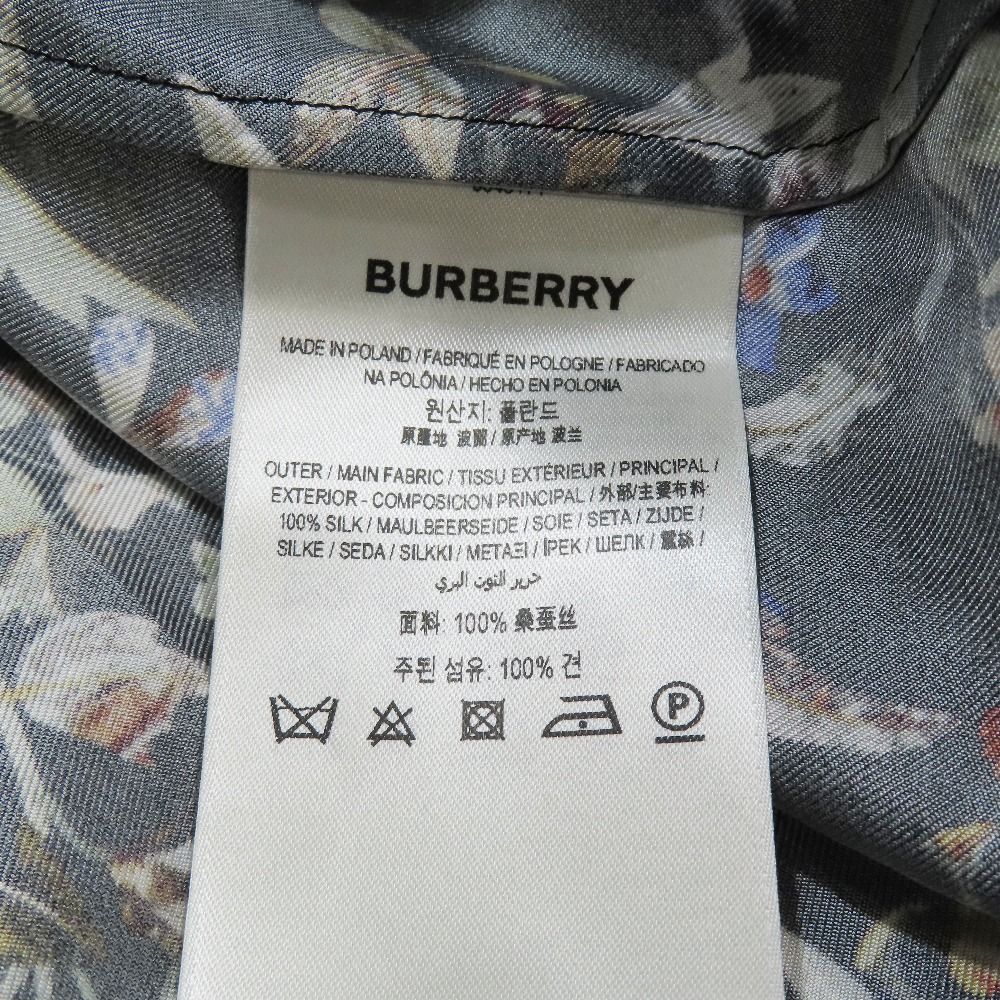 BURBERRY
MADE IN POLAND / FABRIQUÉ EN POLOGNE / FABRICADO
NA POLÔNIA / HECHO EN POLONIA
원산지: 폴란드
原產地 波蘭 / 原产地 波兰
OUTER / MAIN FABRIC / TISSU EXTÉRIEUR / PRINCIPAL /
EXTERIOR - COMPOSICION PRINCIPAL / 外部/主要布料:
100% SILK / MAULBEERSEIDE / SOIE / SETA / ZIJDE /
SILKE / SEDA / SILKKI / ΜΕΤΑΞΙ / İPEK / ШЕЛК / 蠶絲 /
حرير التوت البري
面料: 100% 桑蚕丝
주된 섬유: 100% 견
P